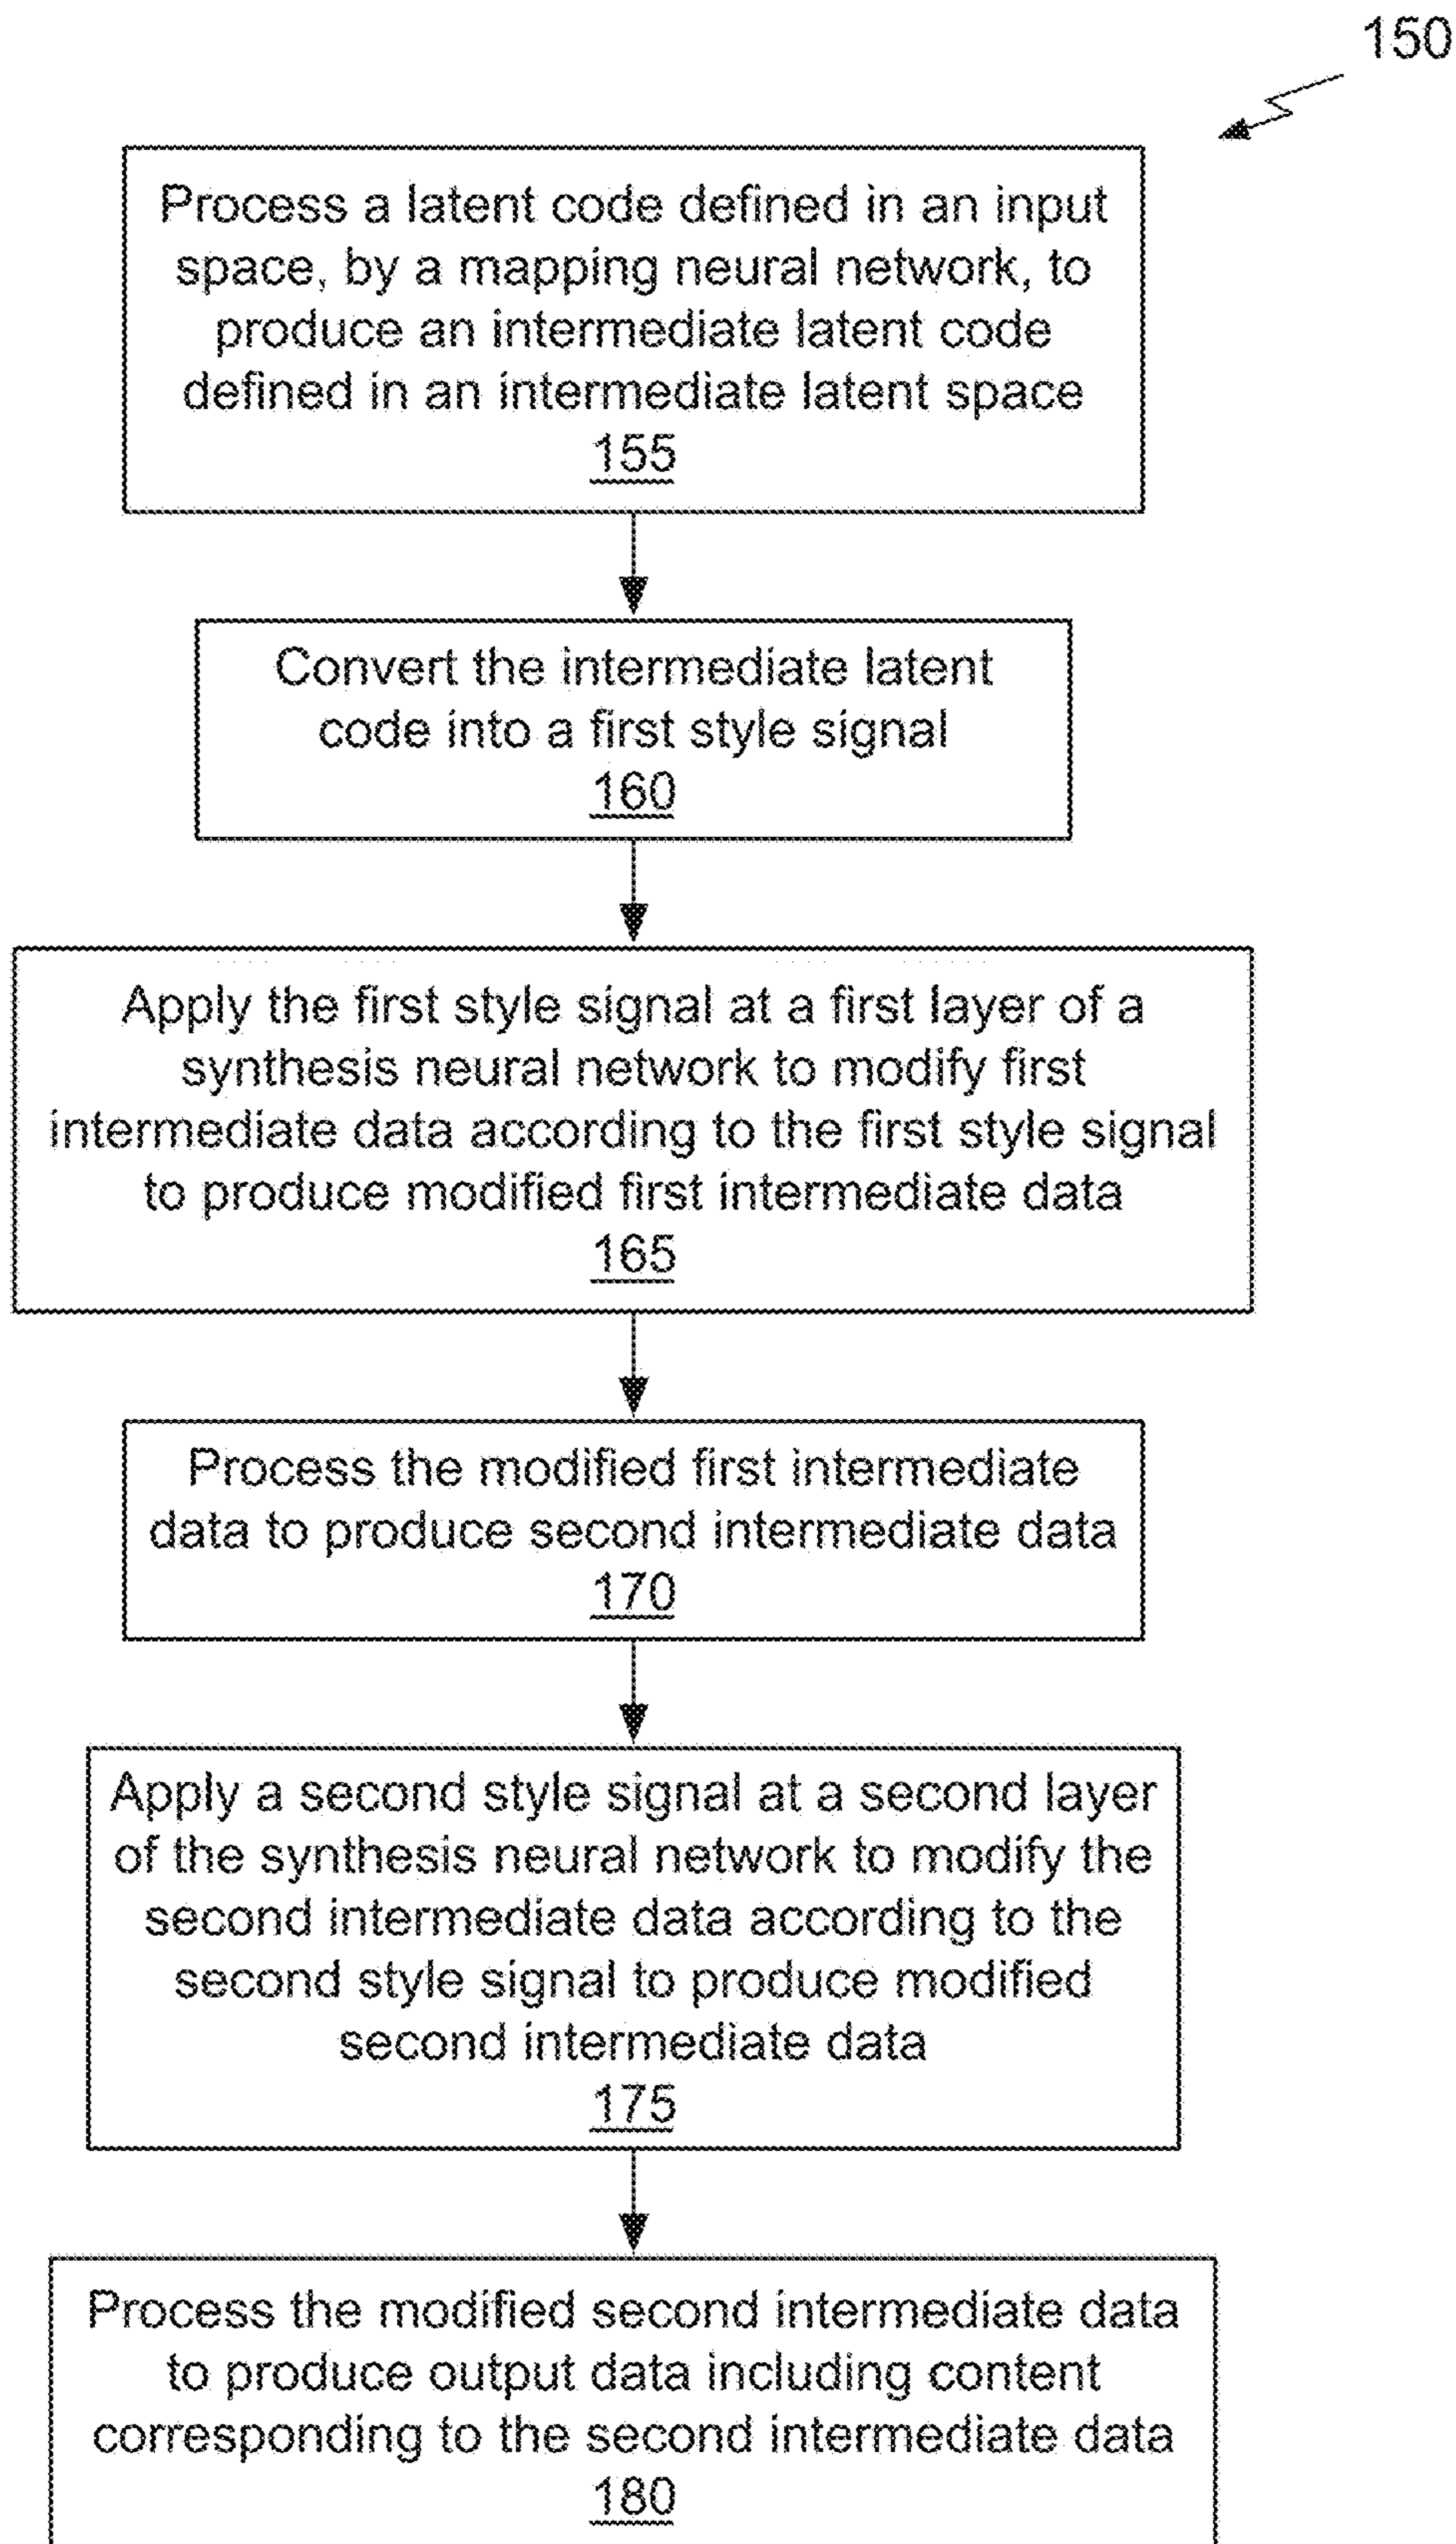 150
Process a latent code defined in an input
space, by a mapping neural network, to
produce an intermediate latent code
defined in an intermediate latent space
155
Convert the intermediate latent
code into a first style signal
160
Apply the first style signal at a first layer of a
synthesis neural network to modify first
intermediate data according to the first style signal
to produce modified first intermediate data
165
Process the modified first intermediate
data to produce second intermediate data
170
Apply a second style signal at a second layer
of the synthesis neural network to modify the
second intermediate data according to the
second style signal to produce modified
second intermediate data
175
Process the modified second intermediate data
to produce output data including content
corresponding to the second intermediate data
180